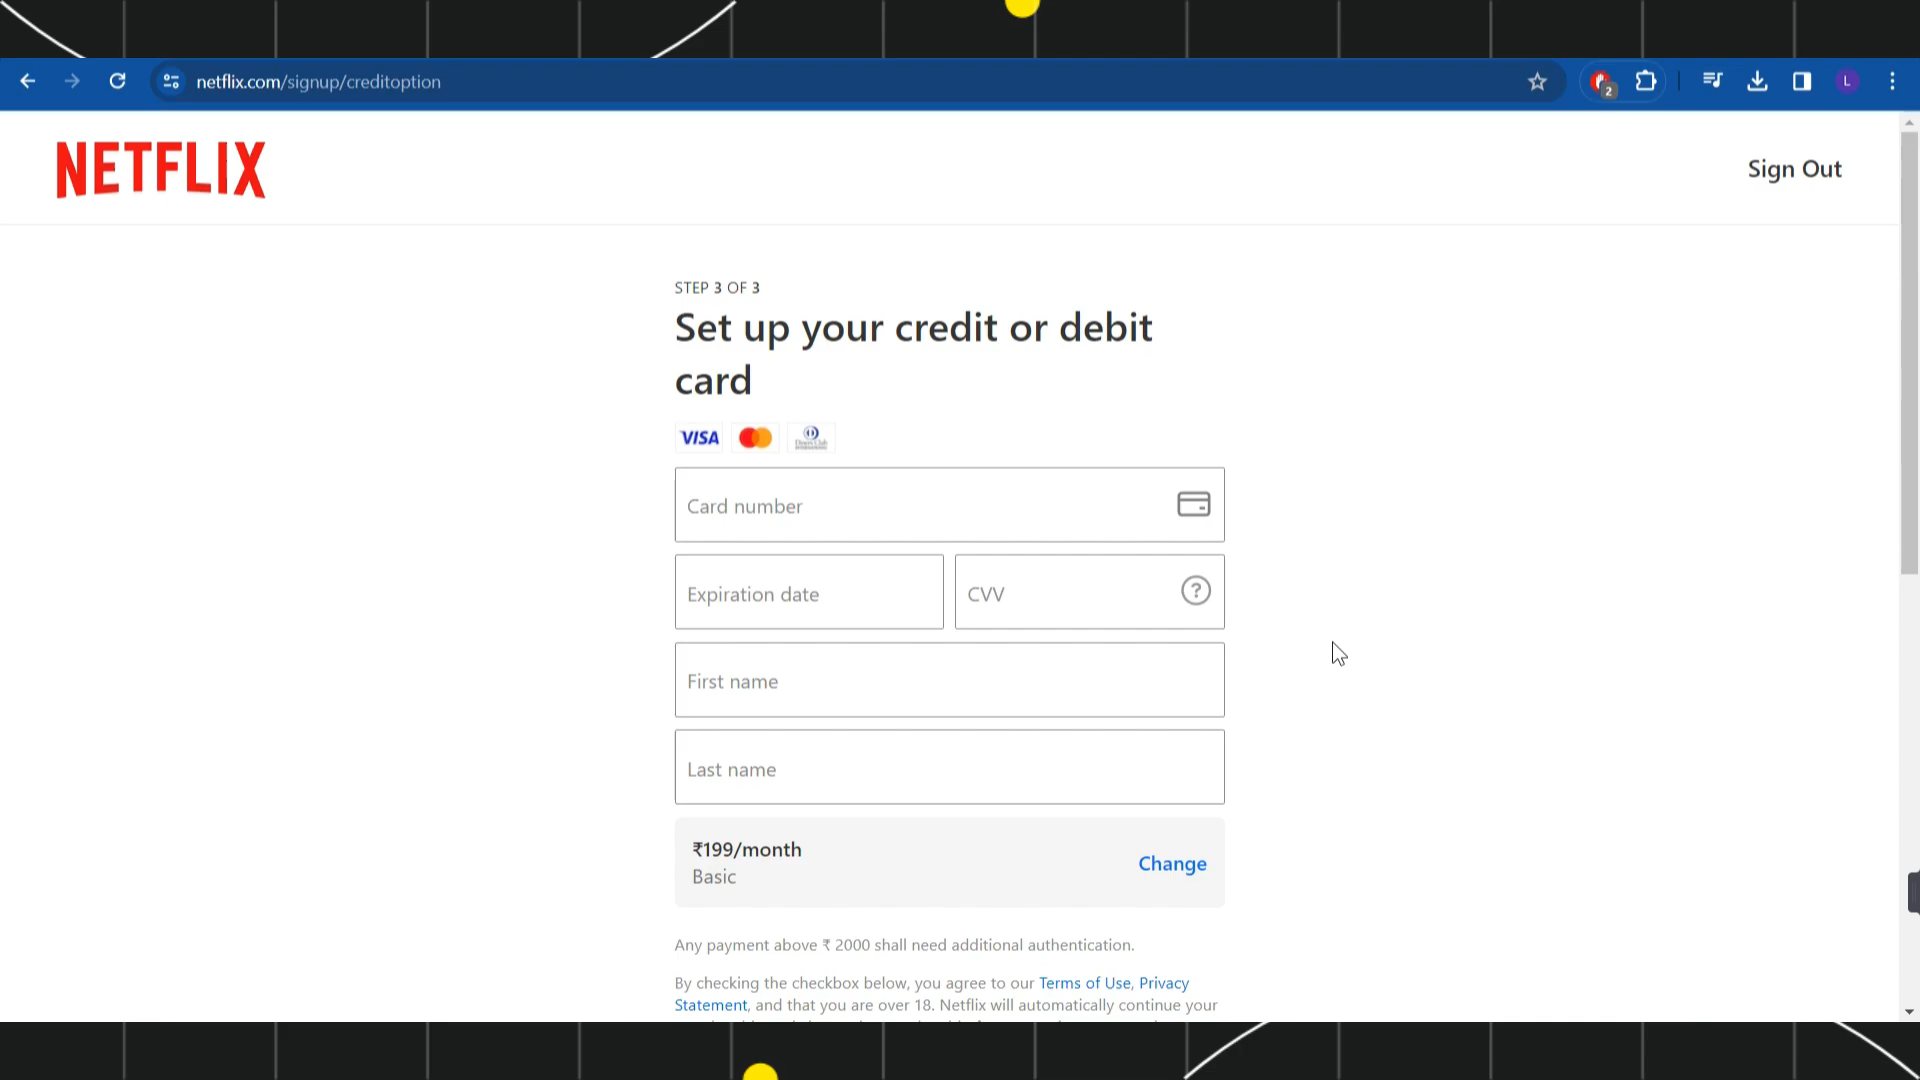 netflix.com/signup/creditoption
2
L
NETFLIX
Sign Out
STEP 3 OF 3
Set up your credit or debit
card
VISA
Card number
Expiration date
CVV
?
First name
Last name
₹199/month
Basic
Change
Any payment above ₹ 2000 shall need additional authentication.
By checking the checkbox below, you agree to our Terms of Use, Privacy
Statement, and that you are over 18. Netflix will automatically continue your